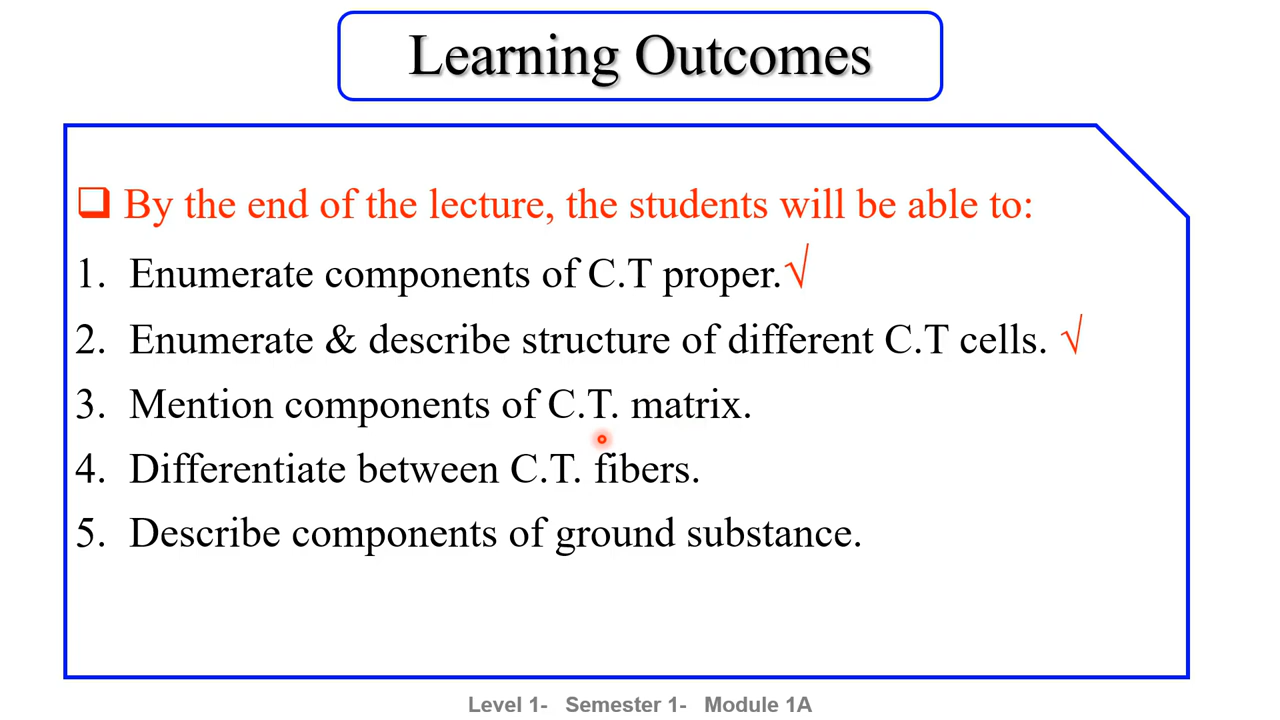 Learning Outcomes
❑ By the end of the lecture, the students will be able to:
1. Enumerate components of C.T proper.√
2. Enumerate & describe structure of different C.T cells. √
3. Mention components of C.T. matrix.
4. Differentiate between C.T. fibers.
5. Describe components of ground substance.
Level 1- Semester 1- Module 1A